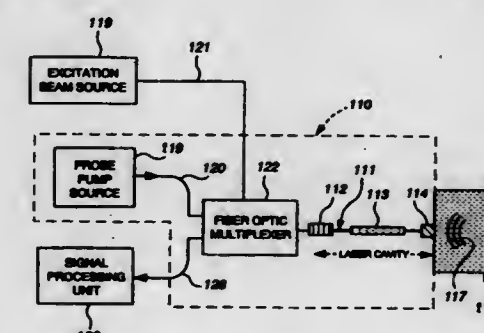 119
121
EXCITATION
BEAM SOURCE
110
119
120
122
PROBE
PUMP
SOURCE
FIBER OPTIC
MULTIPLEXER
112
111
113
114
LASER CAVITY
117
SIGNAL
PROCESSING
UNIT
126